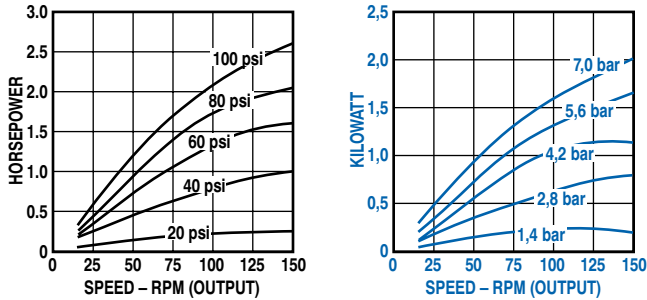 HORSEPOWER
3.0
2.5
2.0
1.5
1.0
0.5
0
100 psi
80 psi
60 psi
40 psi
20 psi
0 25 50 75 100 125 150
SPEED – RPM (OUTPUT)
KILOWATT
2,5
2,0
1,5
1,0
0,5
0
7,0 bar
5,6 bar
4,2 bar
2,8 bar
1,4 bar
0 25 50 75 100 125 150
SPEED – RPM (OUTPUT)